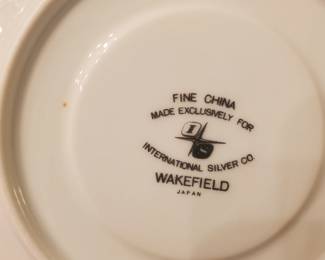 FINE CHINA
MADE EXCLUSIVELY FOR
I
INTERNATIONAL SILVER CO.
WAKEFIELD
JAPAN